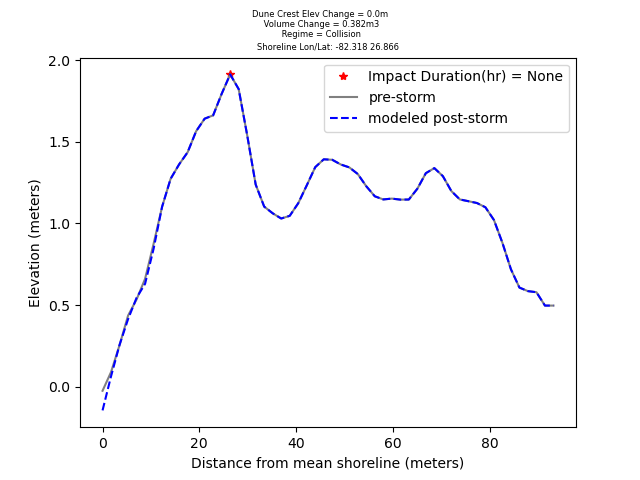 Dune Crest Elev Change = 0.0m
Volume Change = 0.382m3
Regime = Collision
Shoreline Lon/Lat: -82.318 26.866
Impact Duration(hr) = None
pre-storm
modeled post-storm
2.0
1.5
1.0
0.5
0.0
Elevation (meters)
0
20
40
60
80
Distance from mean shoreline (meters)